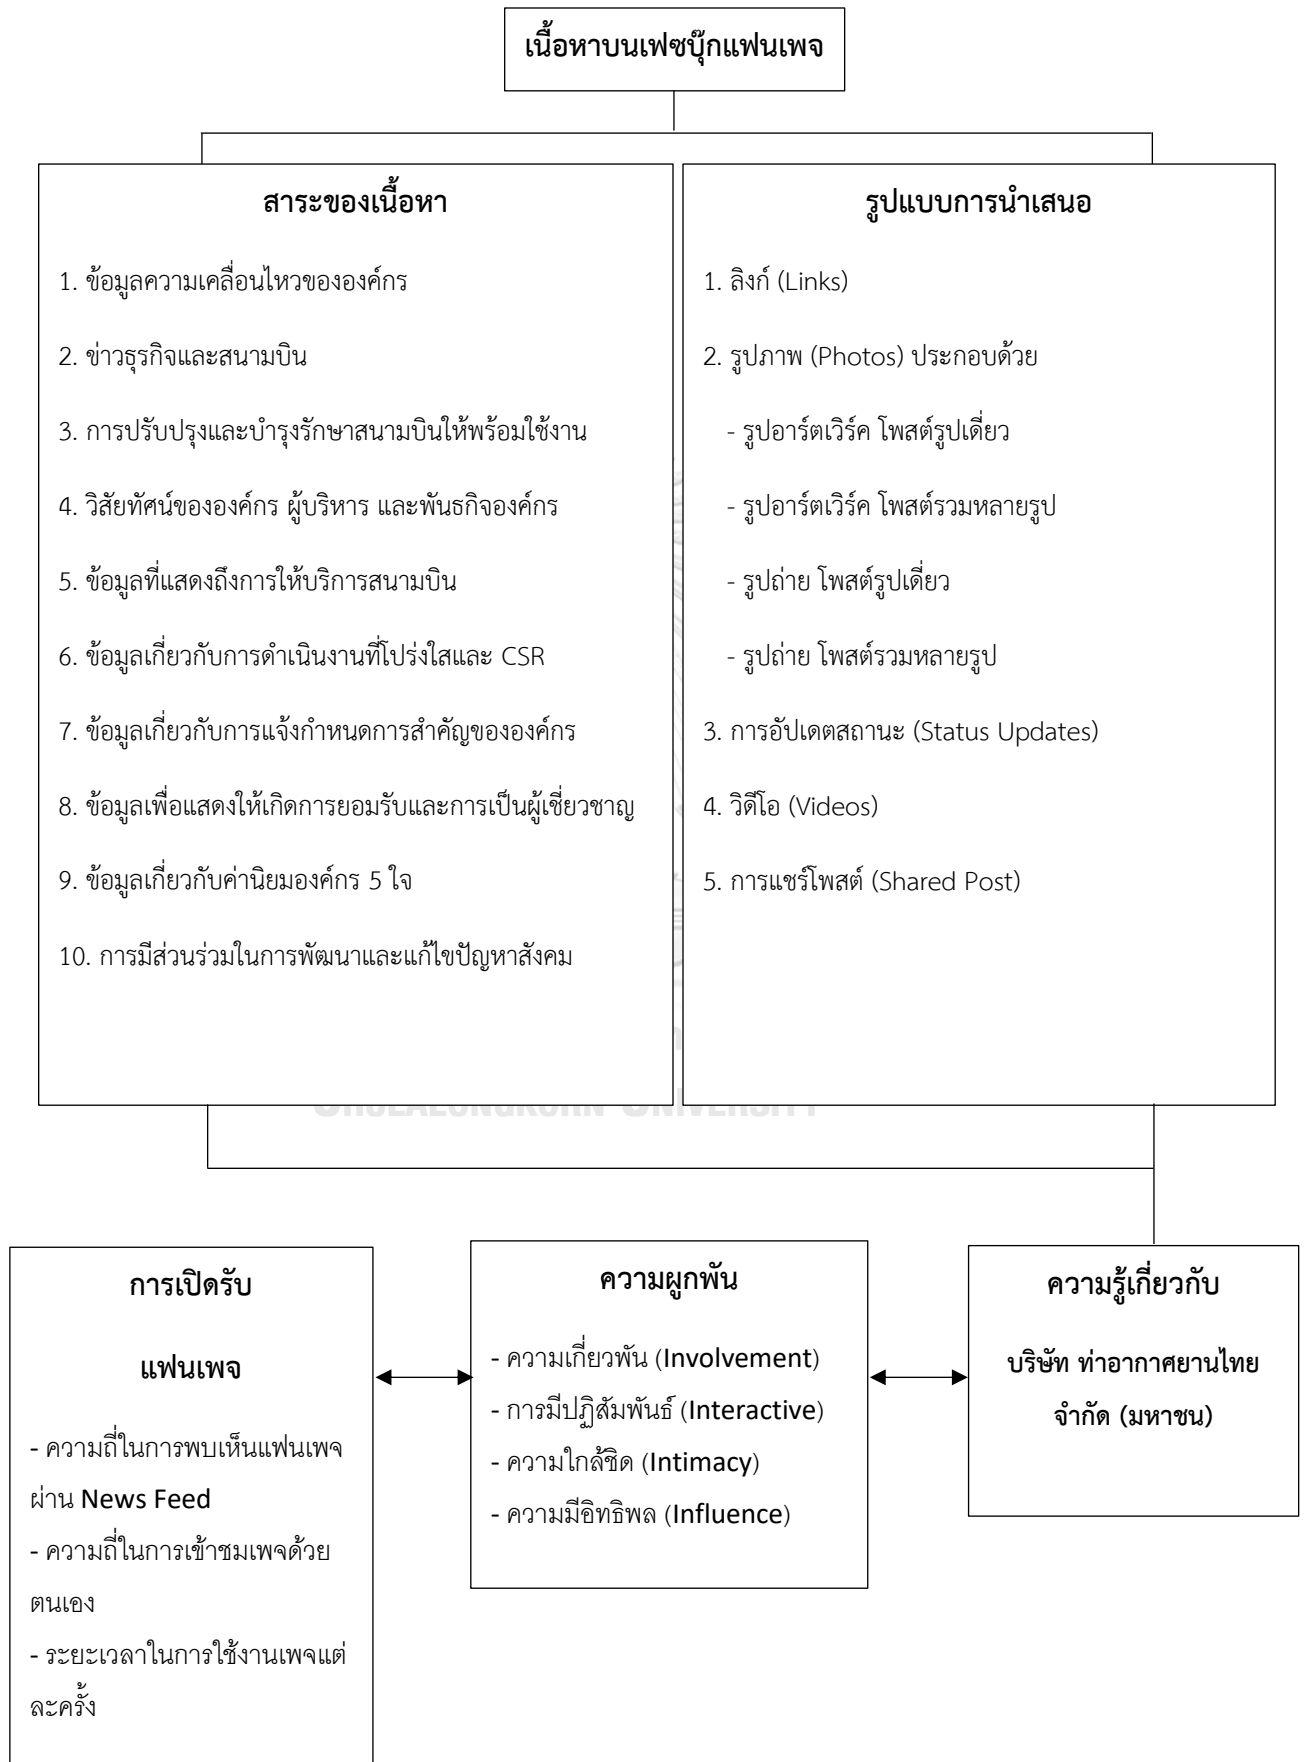 เนื้อหาบนเฟซบุ๊กแฟนเพจ
สาระของเนื้อหา
1. ข้อมูลความเคลื่อนไหวขององค์กร
2. ข่าวธุรกิจและสนามบิน
3. การปรับปรุงและบำรุงรักษาสนามบินให้พร้อมใช้งาน
4. วิสัยทัศน์ขององค์กร ผู้บริหาร และพันธกิจองค์กร
5. ข้อมูลที่แสดงถึงการให้บริการสนามบิน
6. ข้อมูลเกี่ยวกับการดำเนินงานที่โปร่งใสและ CSR
7. ข้อมูลเกี่ยวกับการแจ้งกำหนดการสำคัญขององค์กร
8. ข้อมูลเพื่อแสดงให้เกิดการยอมรับและการเป็นผู้เชี่ยวชาญ
9. ข้อมูลเกี่ยวกับค่านิยมองค์กร 5 ใจ
10. การมีส่วนร่วมในการพัฒนาและแก้ไขปัญหาสังคม
รูปแบบการนำเสนอ
1. ลิงก์ (Links)
2. รูปภาพ (Photos) ประกอบด้วย
- รูปอาร์ตเวิร์ค โพสต์รูปเดี่ยว
- รูปอาร์ตเวิร์ค โพสต์รวมหลายรูป
- รูปถ่าย โพสต์รูปเดี่ยว
- รูปถ่าย โพสต์รวมหลายรูป
3. การอัปเดตสถานะ (Status Updates)
4. วิดีโอ (Videos)
5. การแชร์โพสต์ (Shared Post)
CHULALONGKORN UNIVERSITY
การเปิดรับ
แฟนเพจ
- ความถี่ในการพบเห็นแฟนเพจ
ผ่าน News Feed
- ความถี่ในการเข้าชมเพจด้วย
ตนเอง
- ระยะเวลาในการใช้งานเพจแต่
ละครั้ง
ความผูกพัน
- ความเกี่ยวพัน (Involvement)
- การมีปฏิสัมพันธ์ (Interactive)
- ความใกล้ชิด (Intimacy)
- ความมีอิทธิพล (Influence)
ความรู้เกี่ยวกับ
บริษัท ท่าอากาศยานไทย
จำกัด (มหาชน)